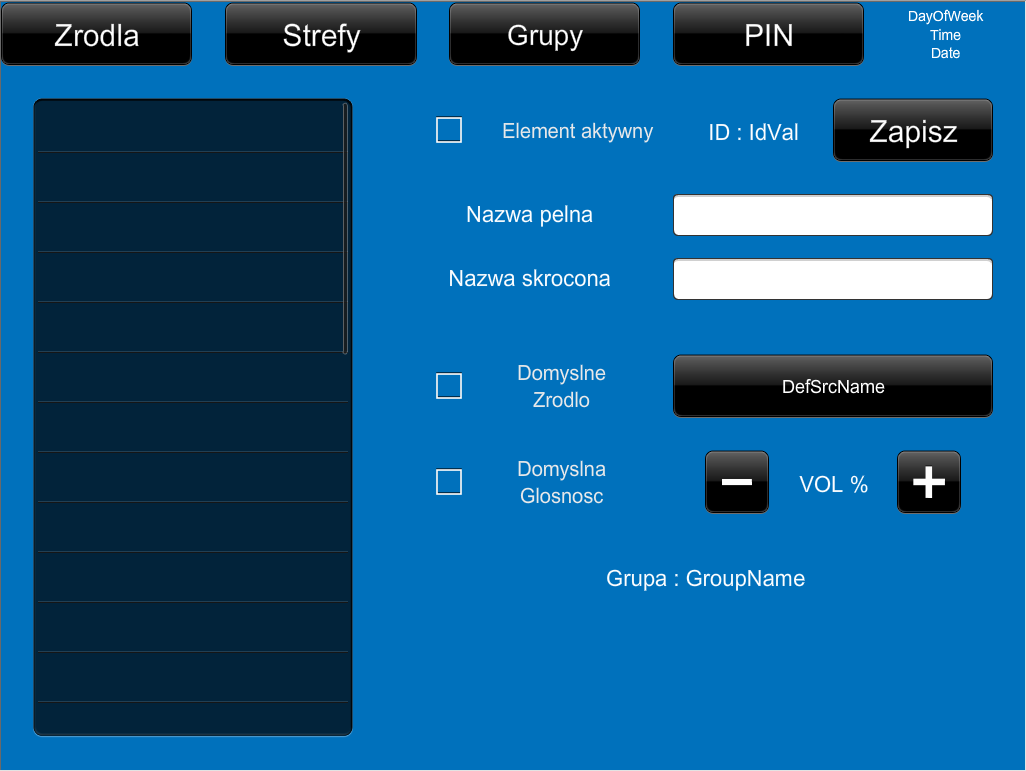 Zrodla
Strefy
Grupy
PIN
DayOfWeek
Time
Date
Element aktywny
ID : IdVal
Zapisz
Nazwa pelna
Nazwa skrocona
Domyslne
Zrodlo
DefSrcName
Domyslna
Glosnosc
VOL %
Grupa : GroupName